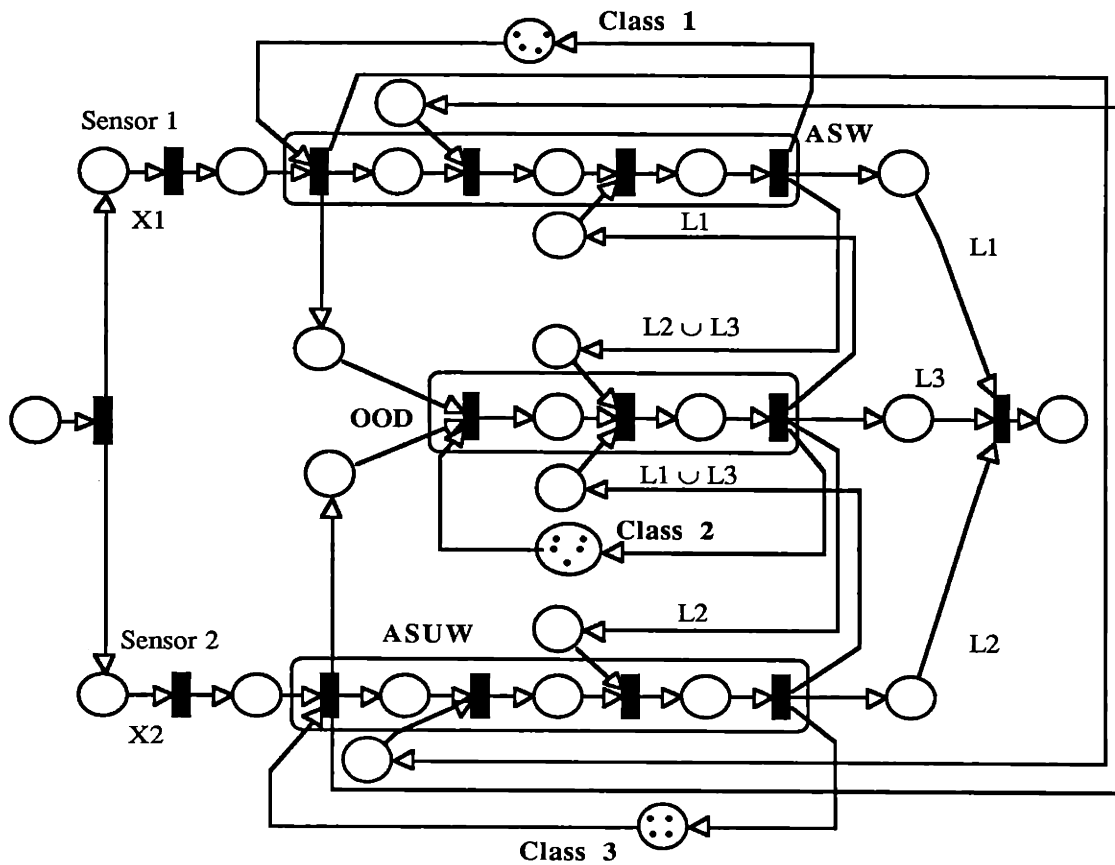 Class 1
Sensor 1
ASW
X1
L1
L1
L2 ∪ L3
L3
OOD
L1 ∪ L3
Class 2
L2
ASUW
Sensor 2
L2
X2
Class 3